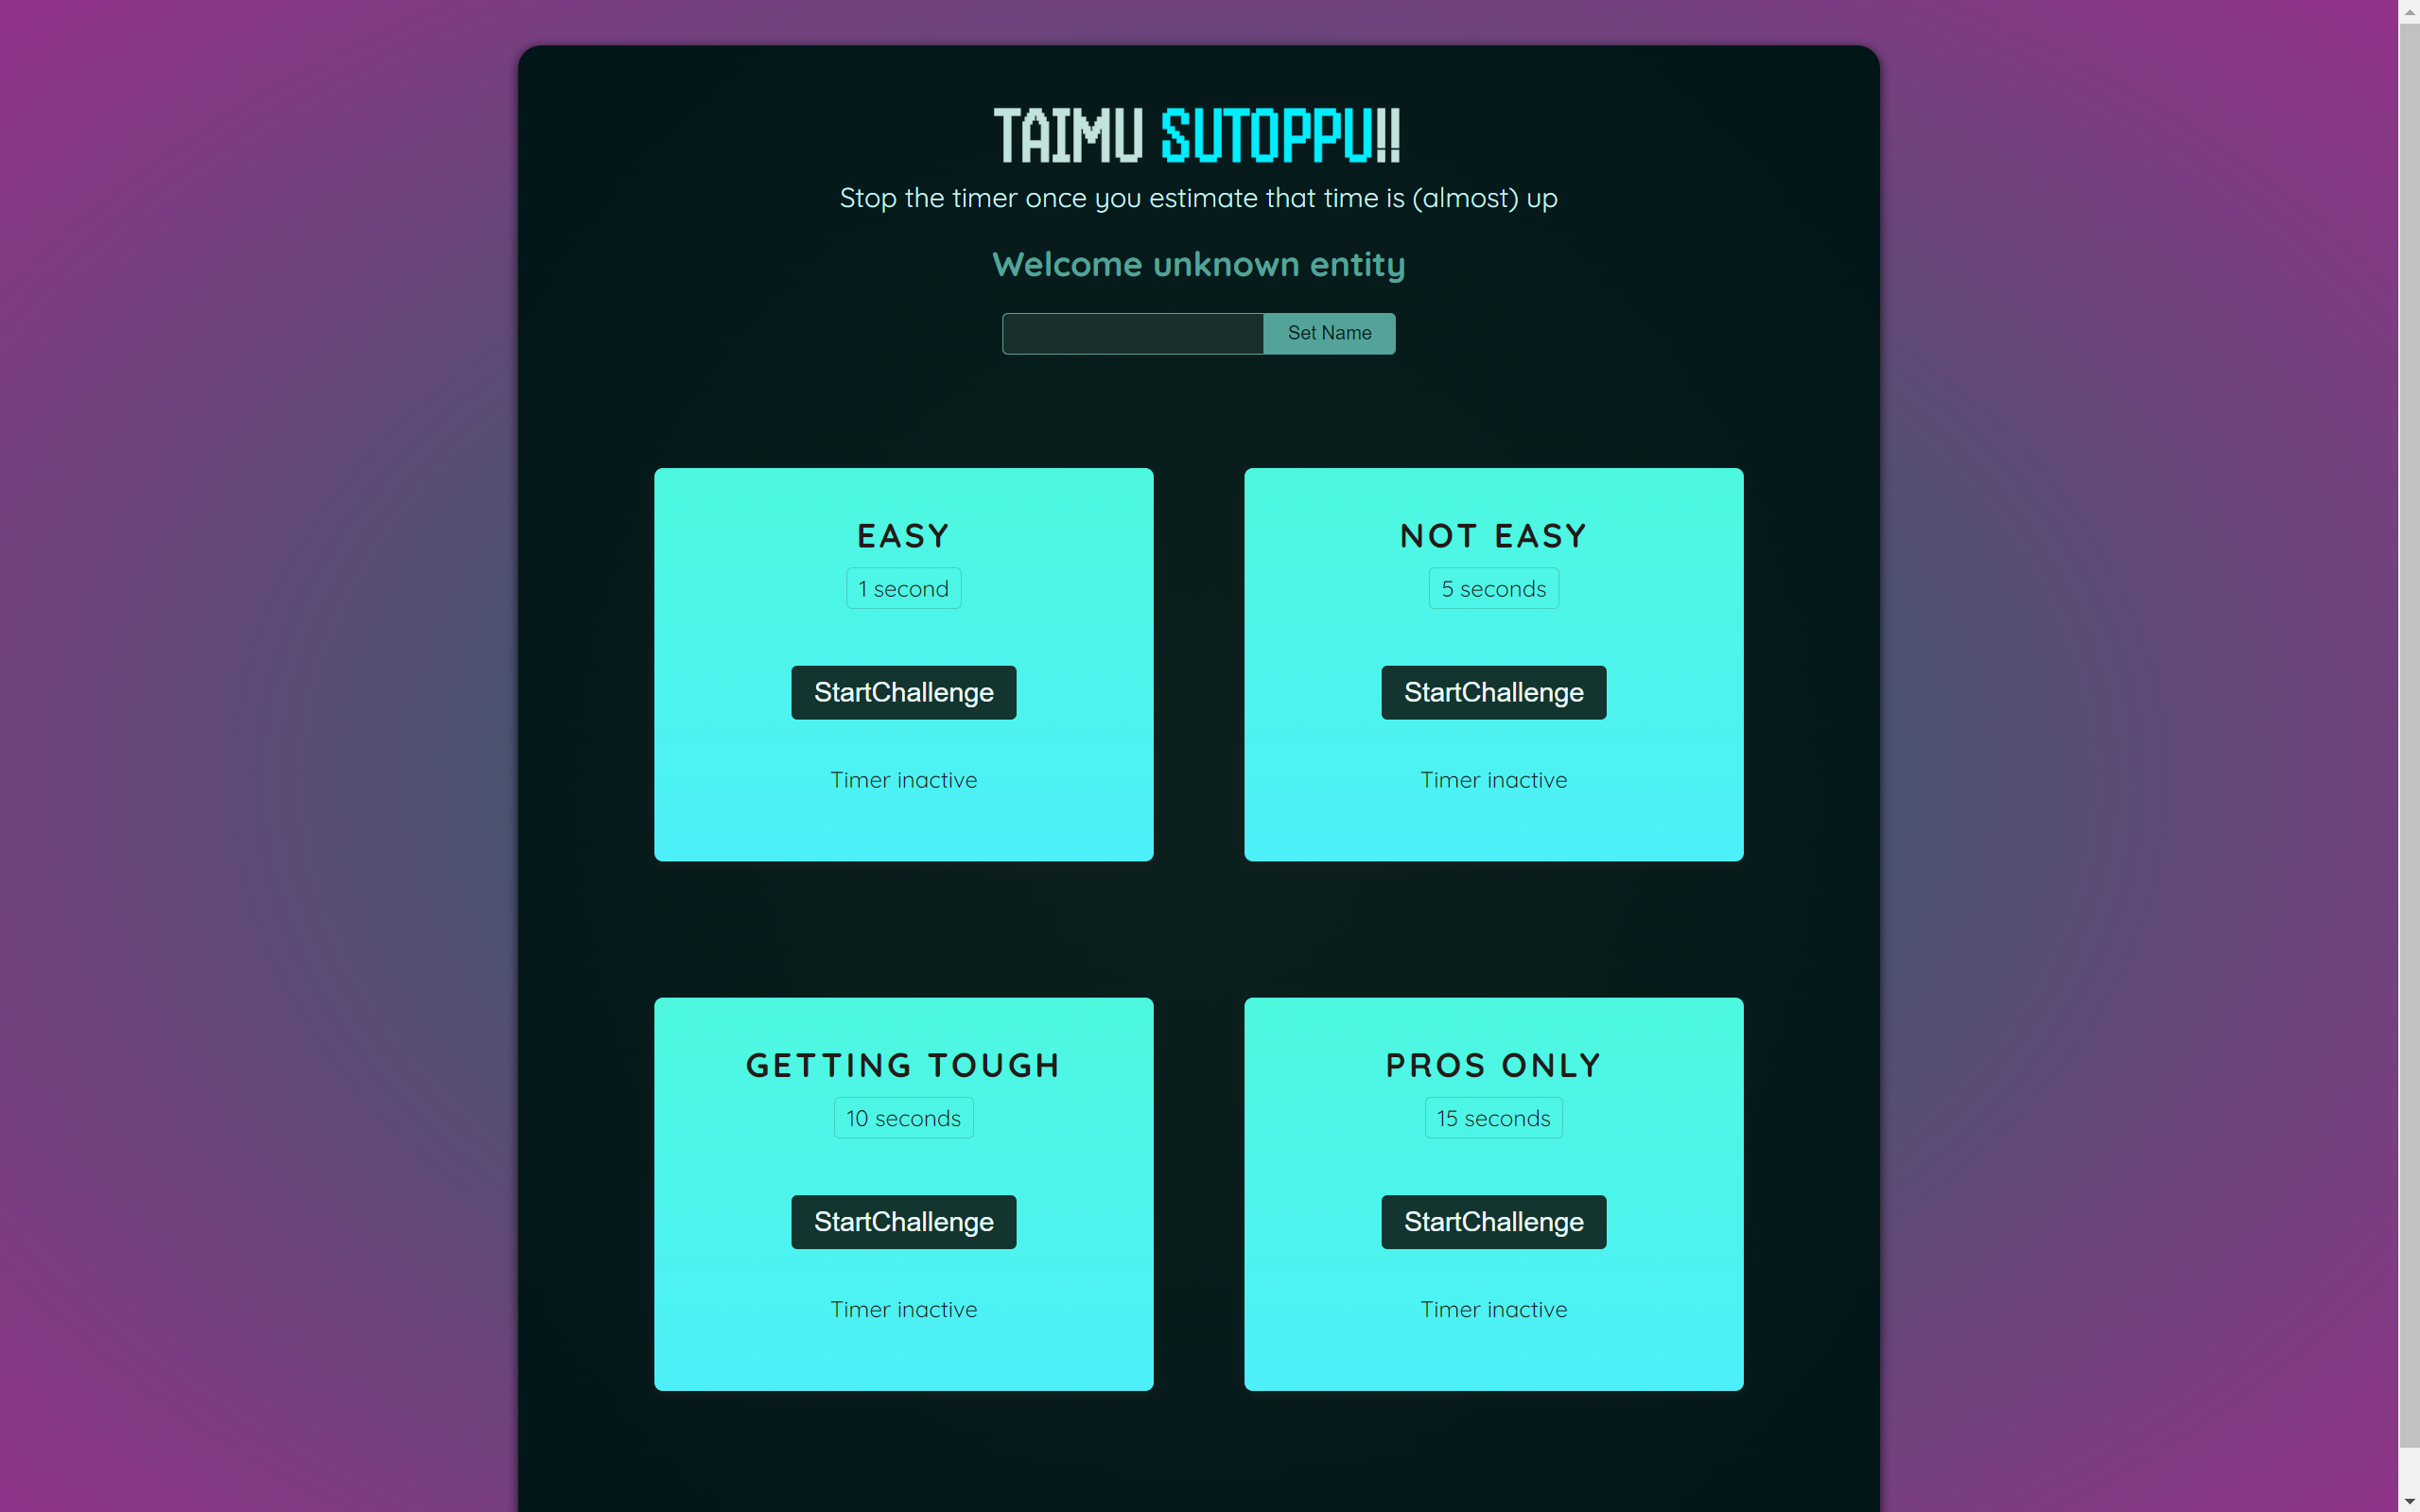 TAIMU SUTOPPU!!
Stop the timer once you estimate that time is (almost) up
Welcome unknown entity
Set Name
EASY
1 second
StartChallenge
Timer inactive
NOT EASY
5 seconds
StartChallenge
Timer inactive
GETTING TOUGH
10 seconds
StartChallenge
Timer inactive
PROS ONLY
15 seconds
StartChallenge
Timer inactive